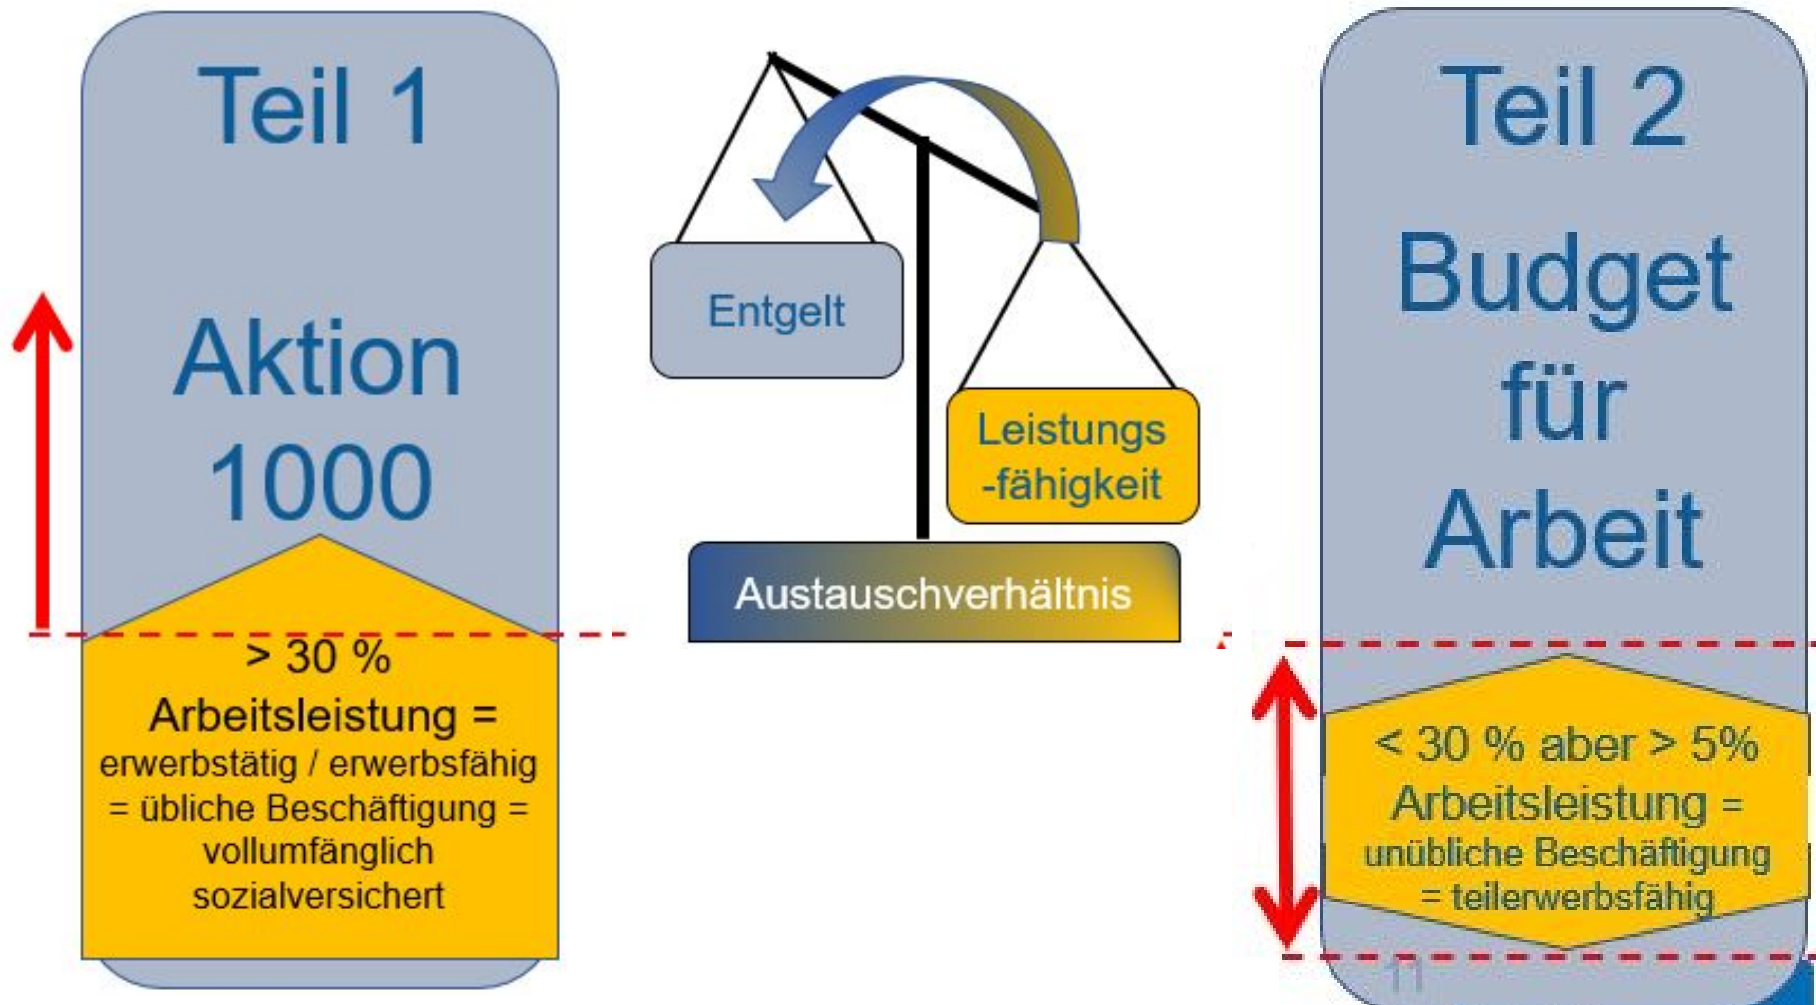 Teil 1
Aktion
1000
> 30 %
Arbeitsleistung =
erwerbstätig / erwerbsfähig
= übliche Beschäftigung =
vollumfänglich
sozialversichert
Entgelt
Leistungs
-fähigkeit
Austauschverhältnis
Teil 2
Budget
für
Arbeit
< 30 % aber > 5%
Arbeitsleistung =
unübliche Beschäftigung
= teilerwerbsfähig
11